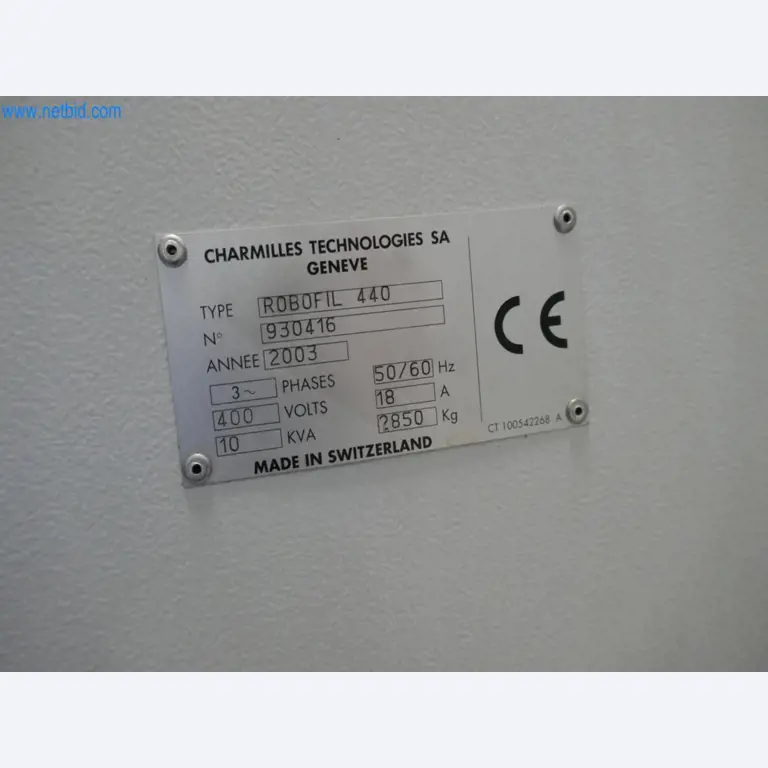 www.netbid.com
CHARMILLES TECHNOLOGIES SA
GENEVE
TYPE ROBOFIL 440
N° 930416
ANNEE 2003
3~ PHASES 50/60 Hz
400 VOLTS 18 A
10 KVA 2850 Kg
MADE IN SWITZERLAND
CE
CT 100542268 A